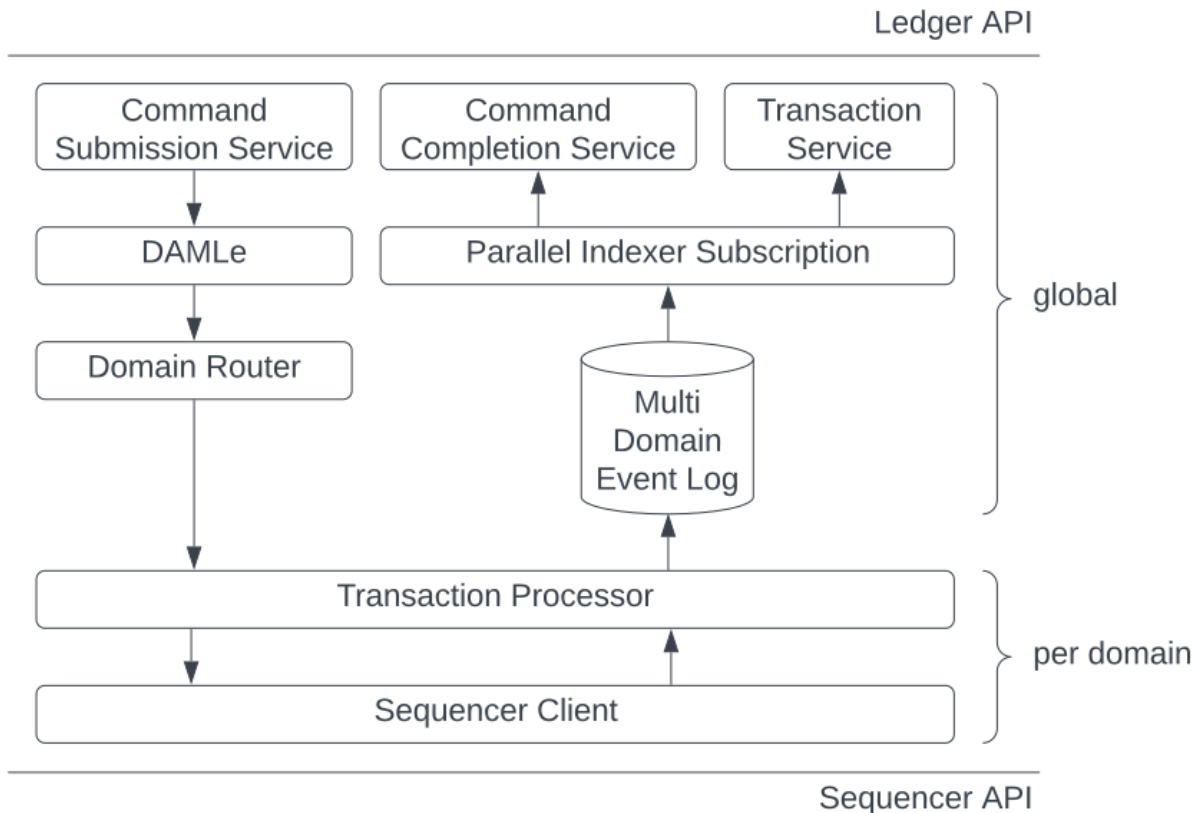 Ledger API
Command
Submission Service
Command
Completion Service
Transaction
Service
DAMLe
Parallel Indexer Subscription
global
Domain Router
Multi
Domain
Event Log
Transaction Processor
per domain
Sequencer Client
Sequencer API